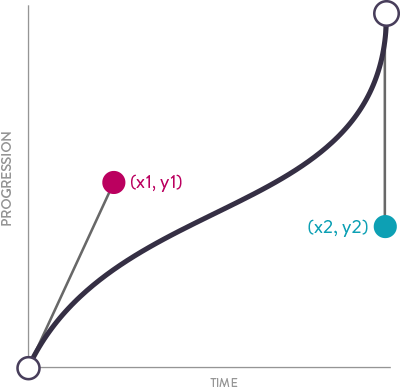 PROGRESSION
(x1, y1)
(x2, y2)
TIME